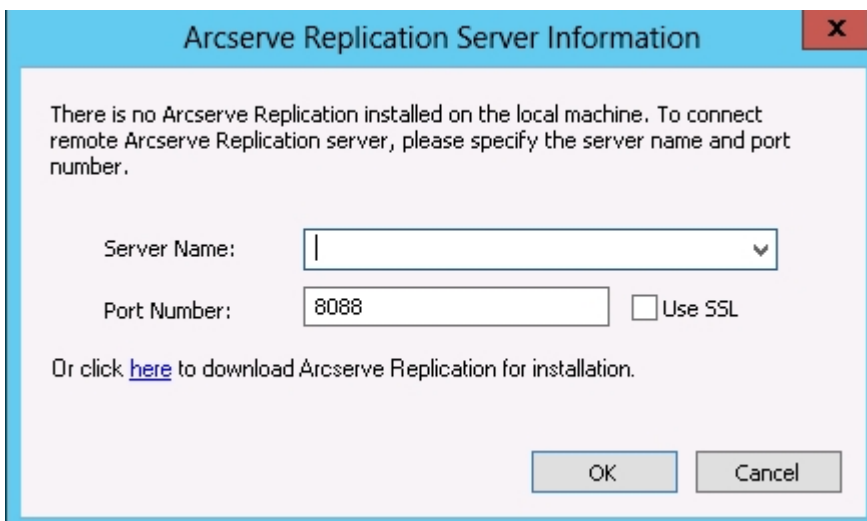 Arcserve Replication Server Information
x
There is no Arcserve Replication installed on the local machine. To connect
remote Arcserve Replication server, please specify the server name and port
number.
Server Name:
Port Number: 8088 Use SSL
Or click here to download Arcserve Replication for installation.
OK Cancel